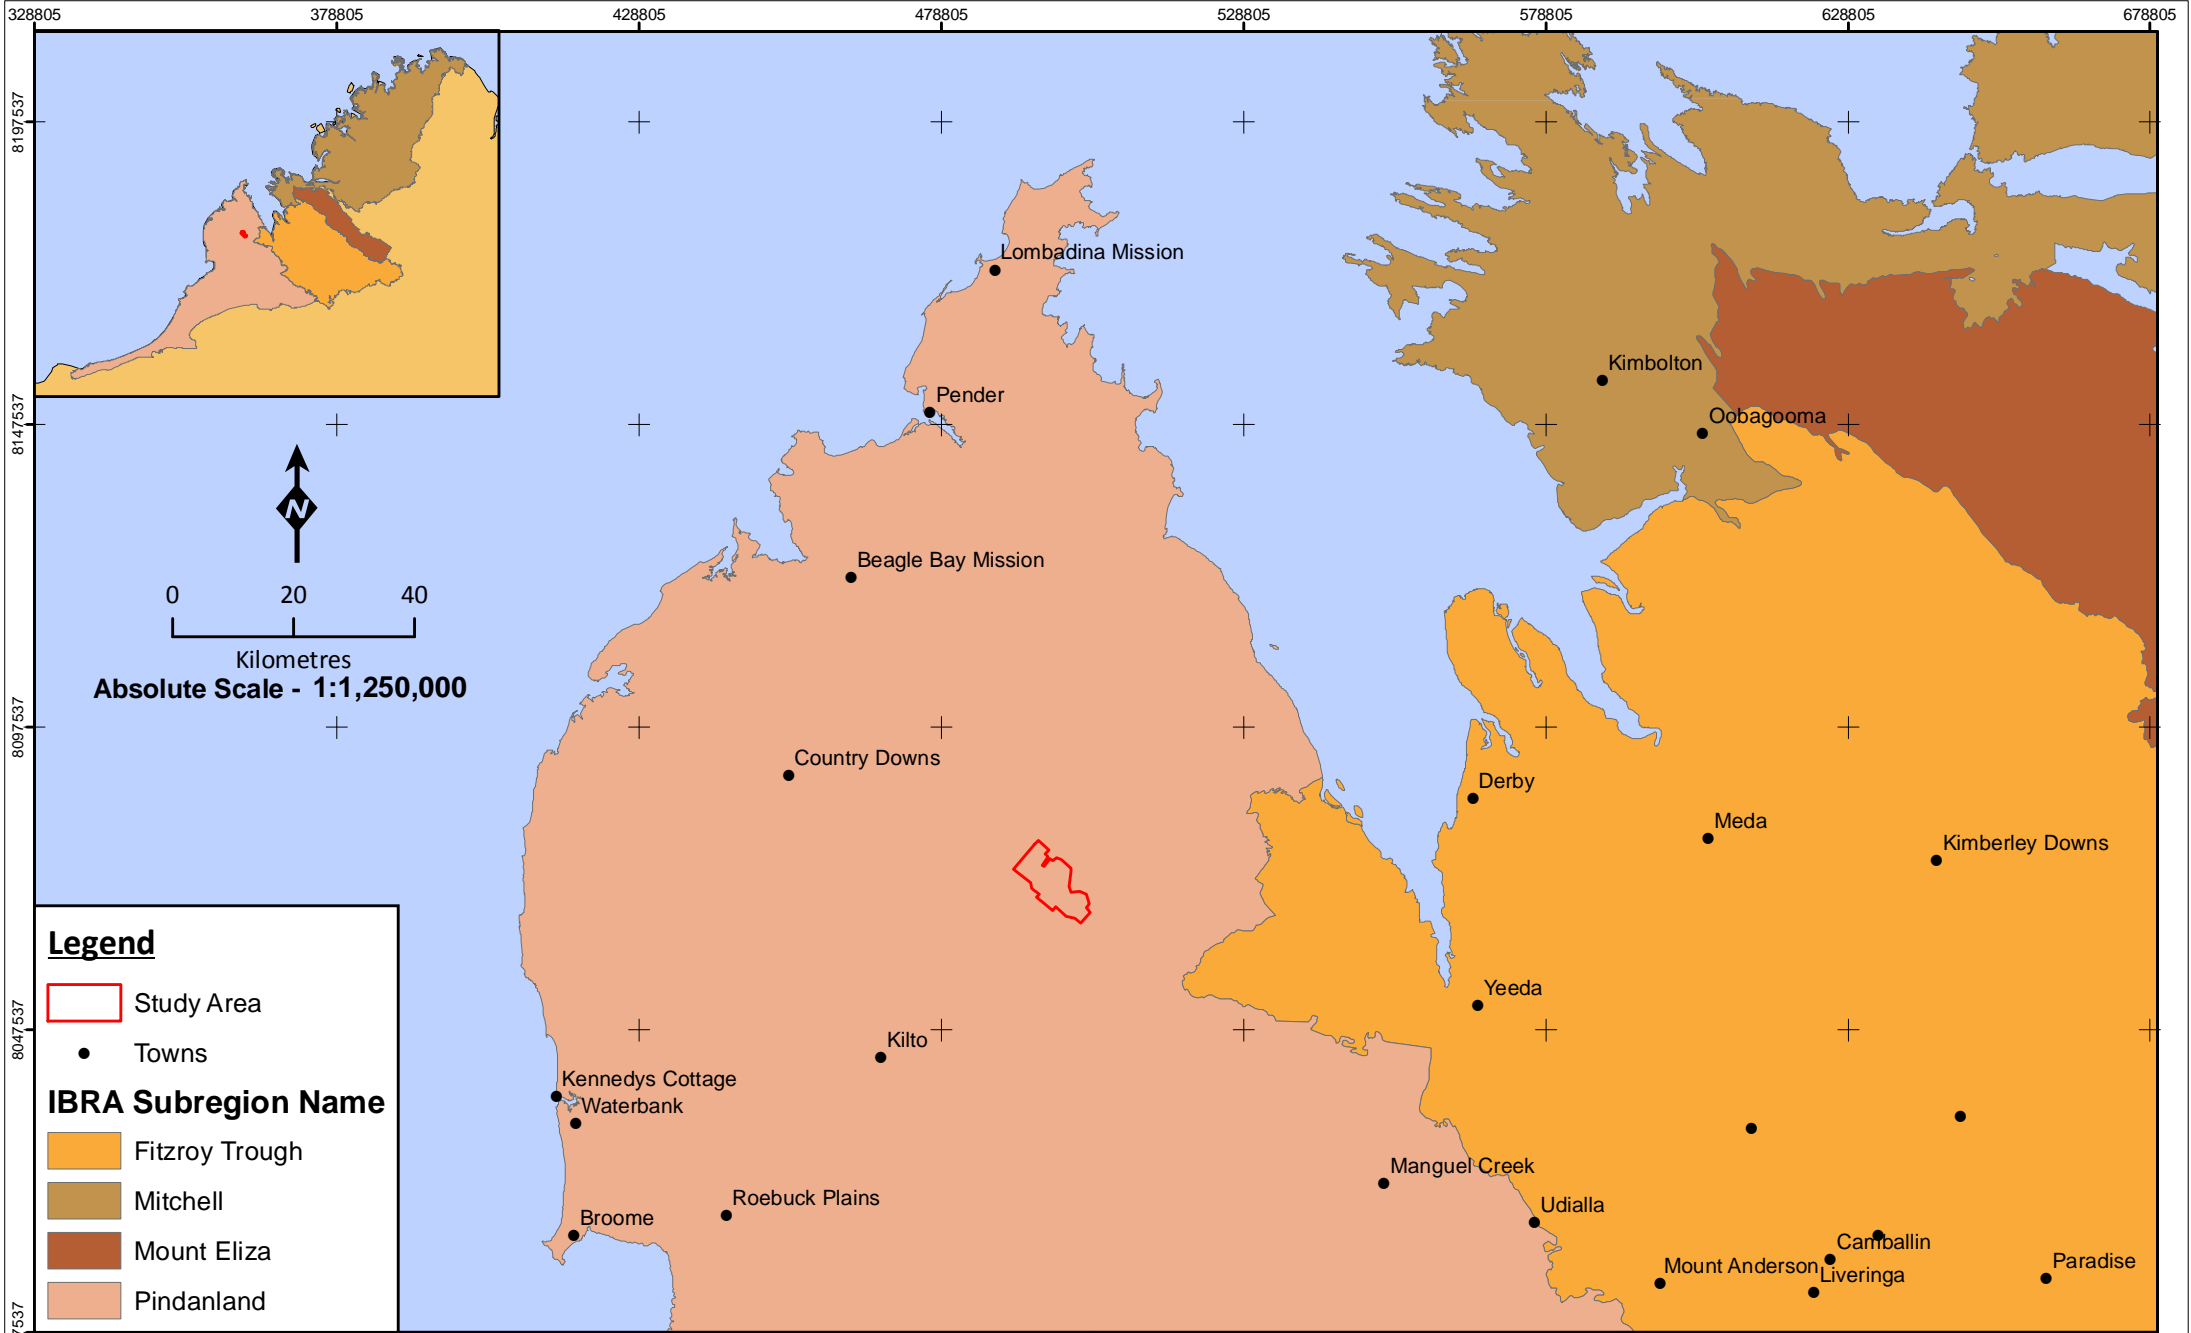 328805 378805 428805 478805 528805 578805 628805 678805
8197537
8147537
8097537
8047537
7537
Lombadina Mission
Kimbolton
Pender
Oobagooma
N
Beagle Bay Mission
0 20 40
Kilometres
Absolute Scale - 1:1,250,000
Country Downs
Derby
Meda
Kimberley Downs
Yeeda
Kilto
Kennedys Cottage
Waterbank
Manguel Creek
Roebuck Plains
Udialla
Broome
Camballin
Paradise
Mount Anderson
Liveringa
Legend
Study Area
Towns
IBRA Subregion Name
Fitzroy Trough
Mitchell
Mount Eliza
Pindanland